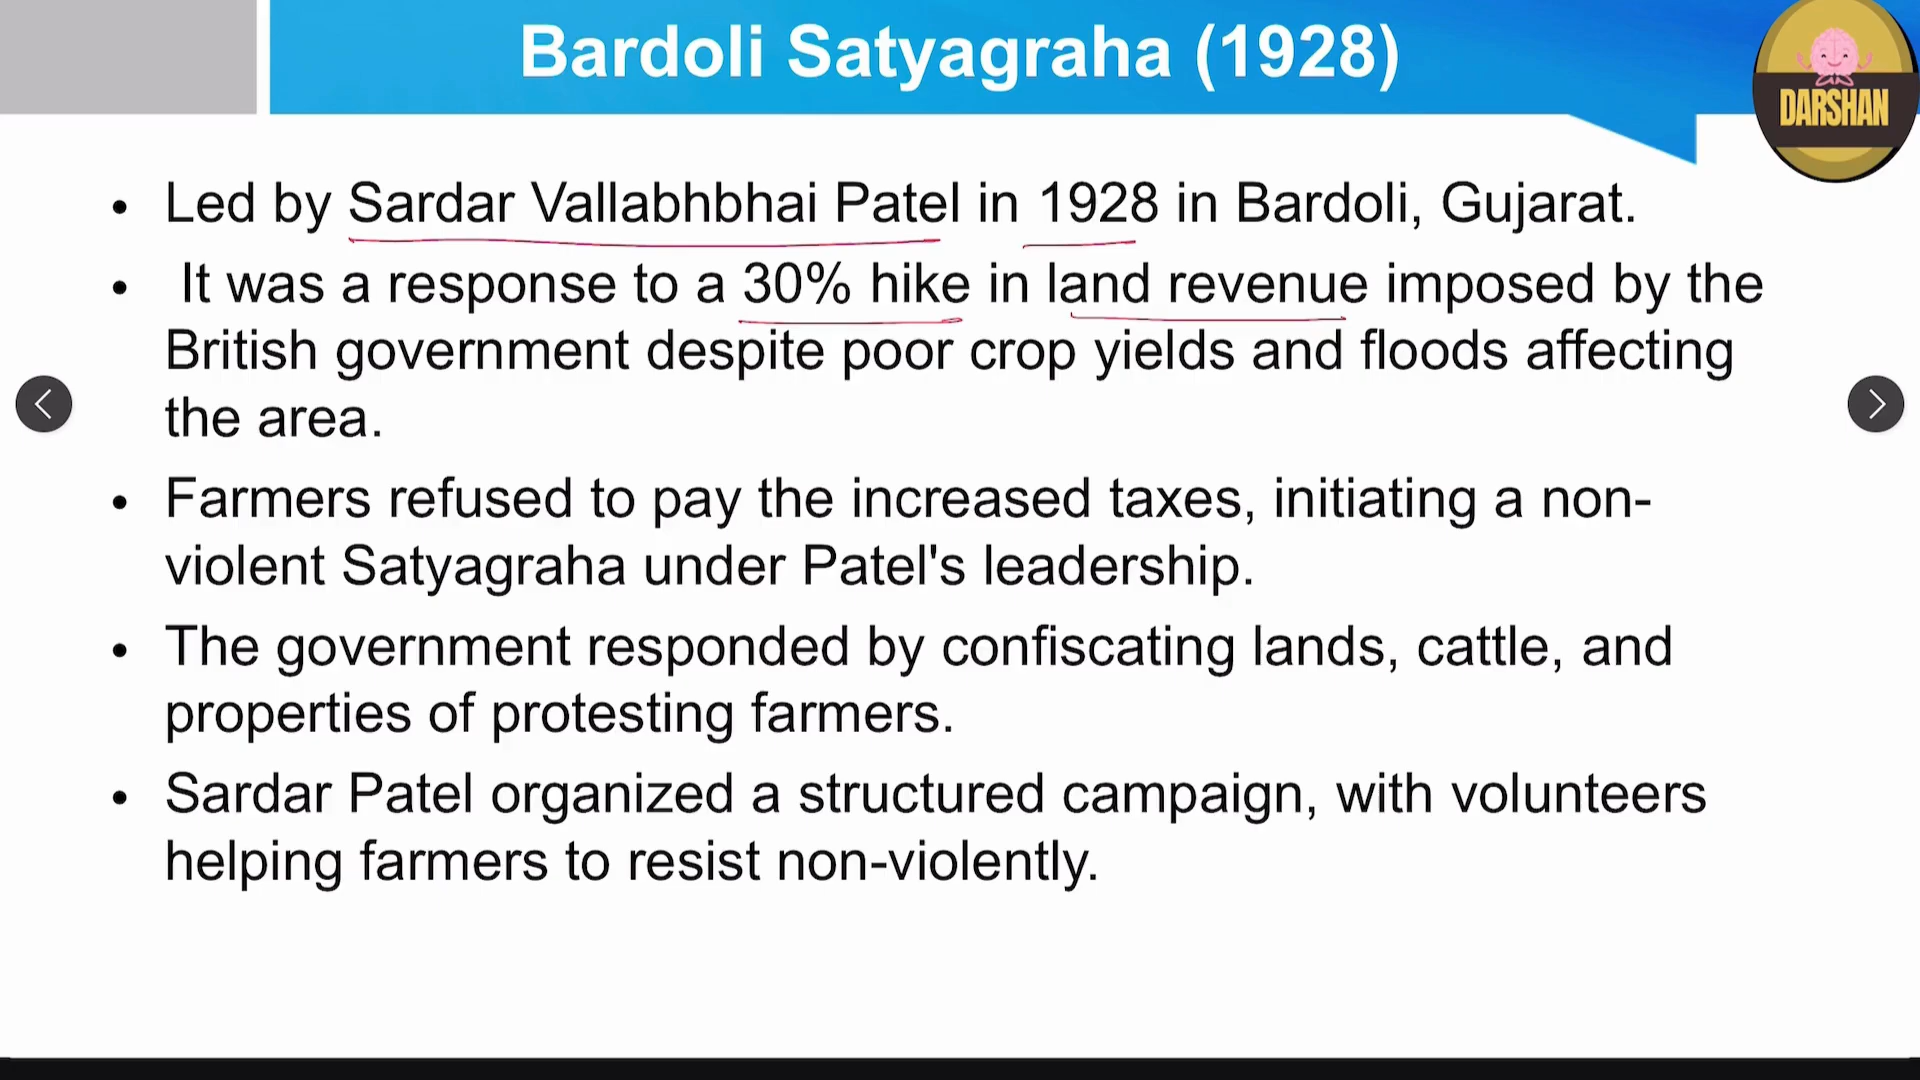 Bardoli Satyagraha (1928)
DARSHAN
• Led by Sardar Vallabhbhai Patel in 1928 in Bardoli, Gujarat.
• It was a response to a 30% hike in land revenue imposed by the
British government despite poor crop yields and floods affecting
the area.
• Farmers refused to pay the increased taxes, initiating a non-
violent Satyagraha under Patel's leadership.
• The government responded by confiscating lands, cattle, and
properties of protesting farmers.
• Sardar Patel organized a structured campaign, with volunteers
helping farmers to resist non-violently.